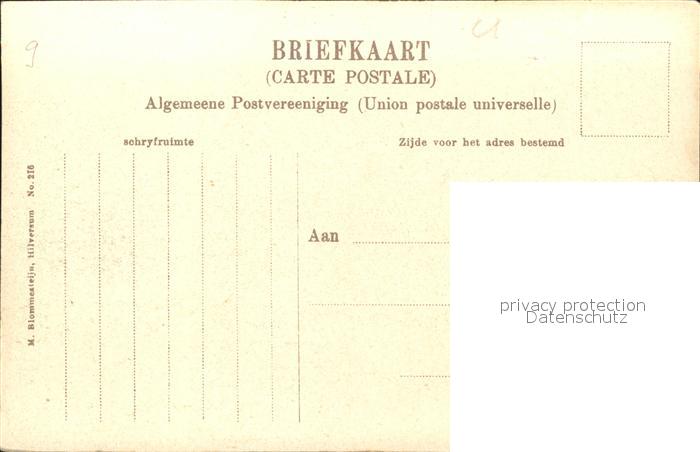 9
BRIEFKAART
(CARTE POSTALE)
Algemeene Postvereeniging (Union postale universelle)
schryfruimte
Zijde voor het adres bestemd
M. Blommesteijn, Hilversum No. 216
Aan
privacy protection
Datenschutz